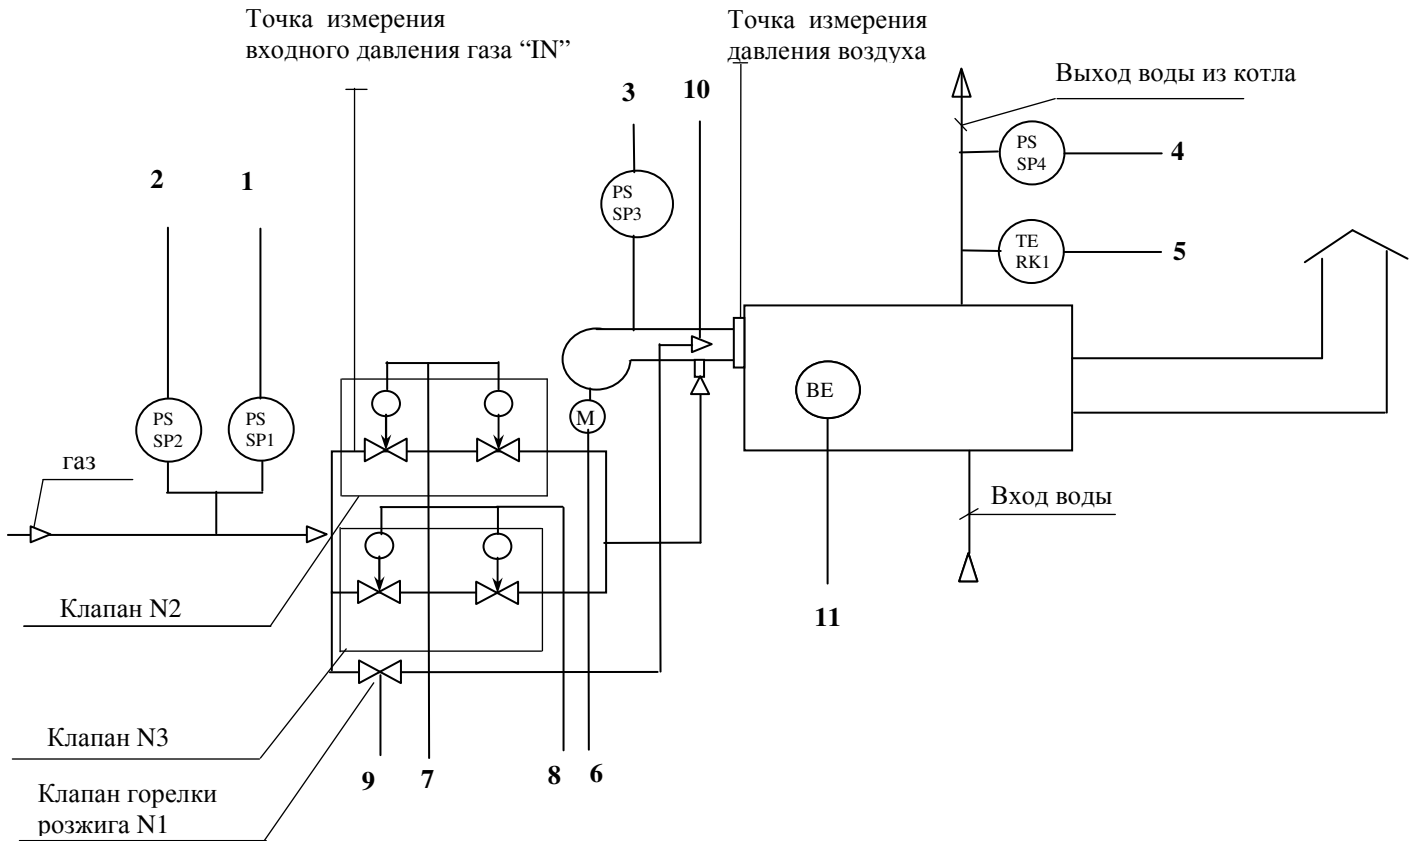 Точка измерения
входного давления газа “IN”
Точка измерения
давления воздуха
Выход воды из котла
3
10
PS
SP4
4
2
1
PS
SP3
TE
RK1
5
BE
PS
SP2
PS
SP1
M
газ
Вход воды
Клапан N2
11
Клапан N3
9
7
8
6
Клапан горелки
розжига N1